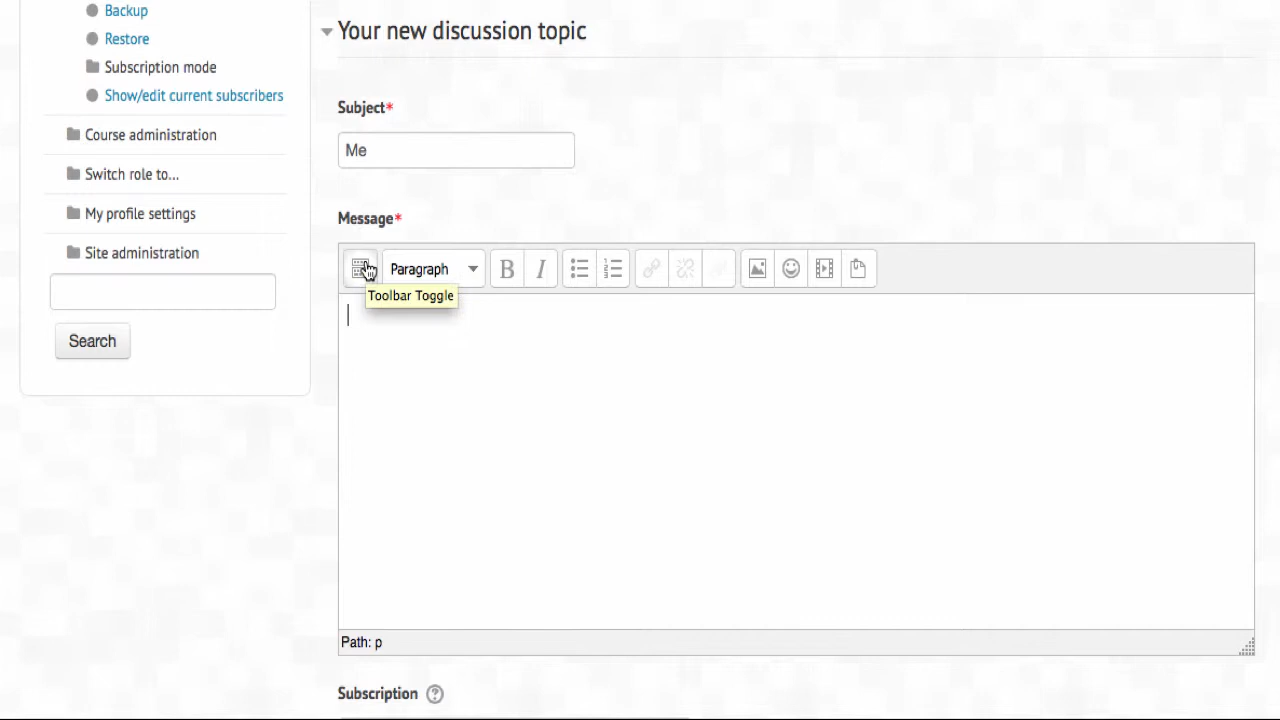 Backup
Restore
Subscription mode
Show/edit current subscribers
Course administration
Switch role to...
My profile settings
Site administration
Search
Your new discussion topic
Subject*
Me
Message*
Paragraph
B I
Toolbar Toggle
Path: p
Subscription ?